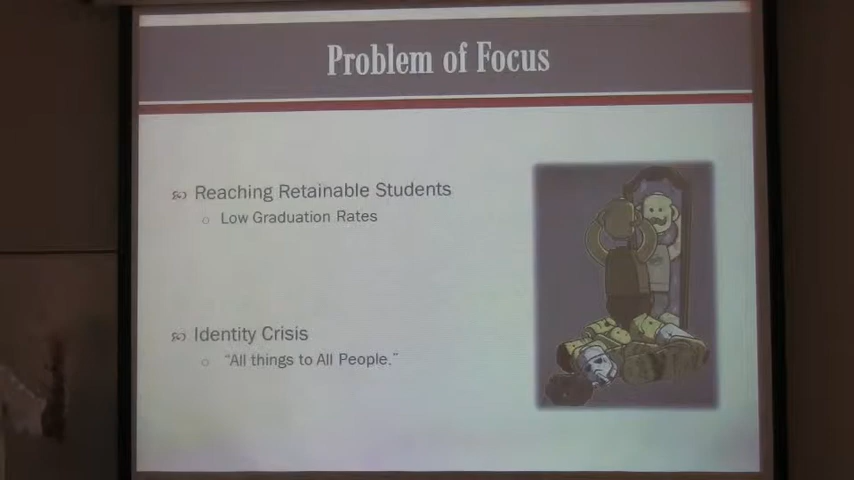 Problem of Focus
Reaching Retainable Students
Low Graduation Rates
Identity Crisis
"All things to All People."